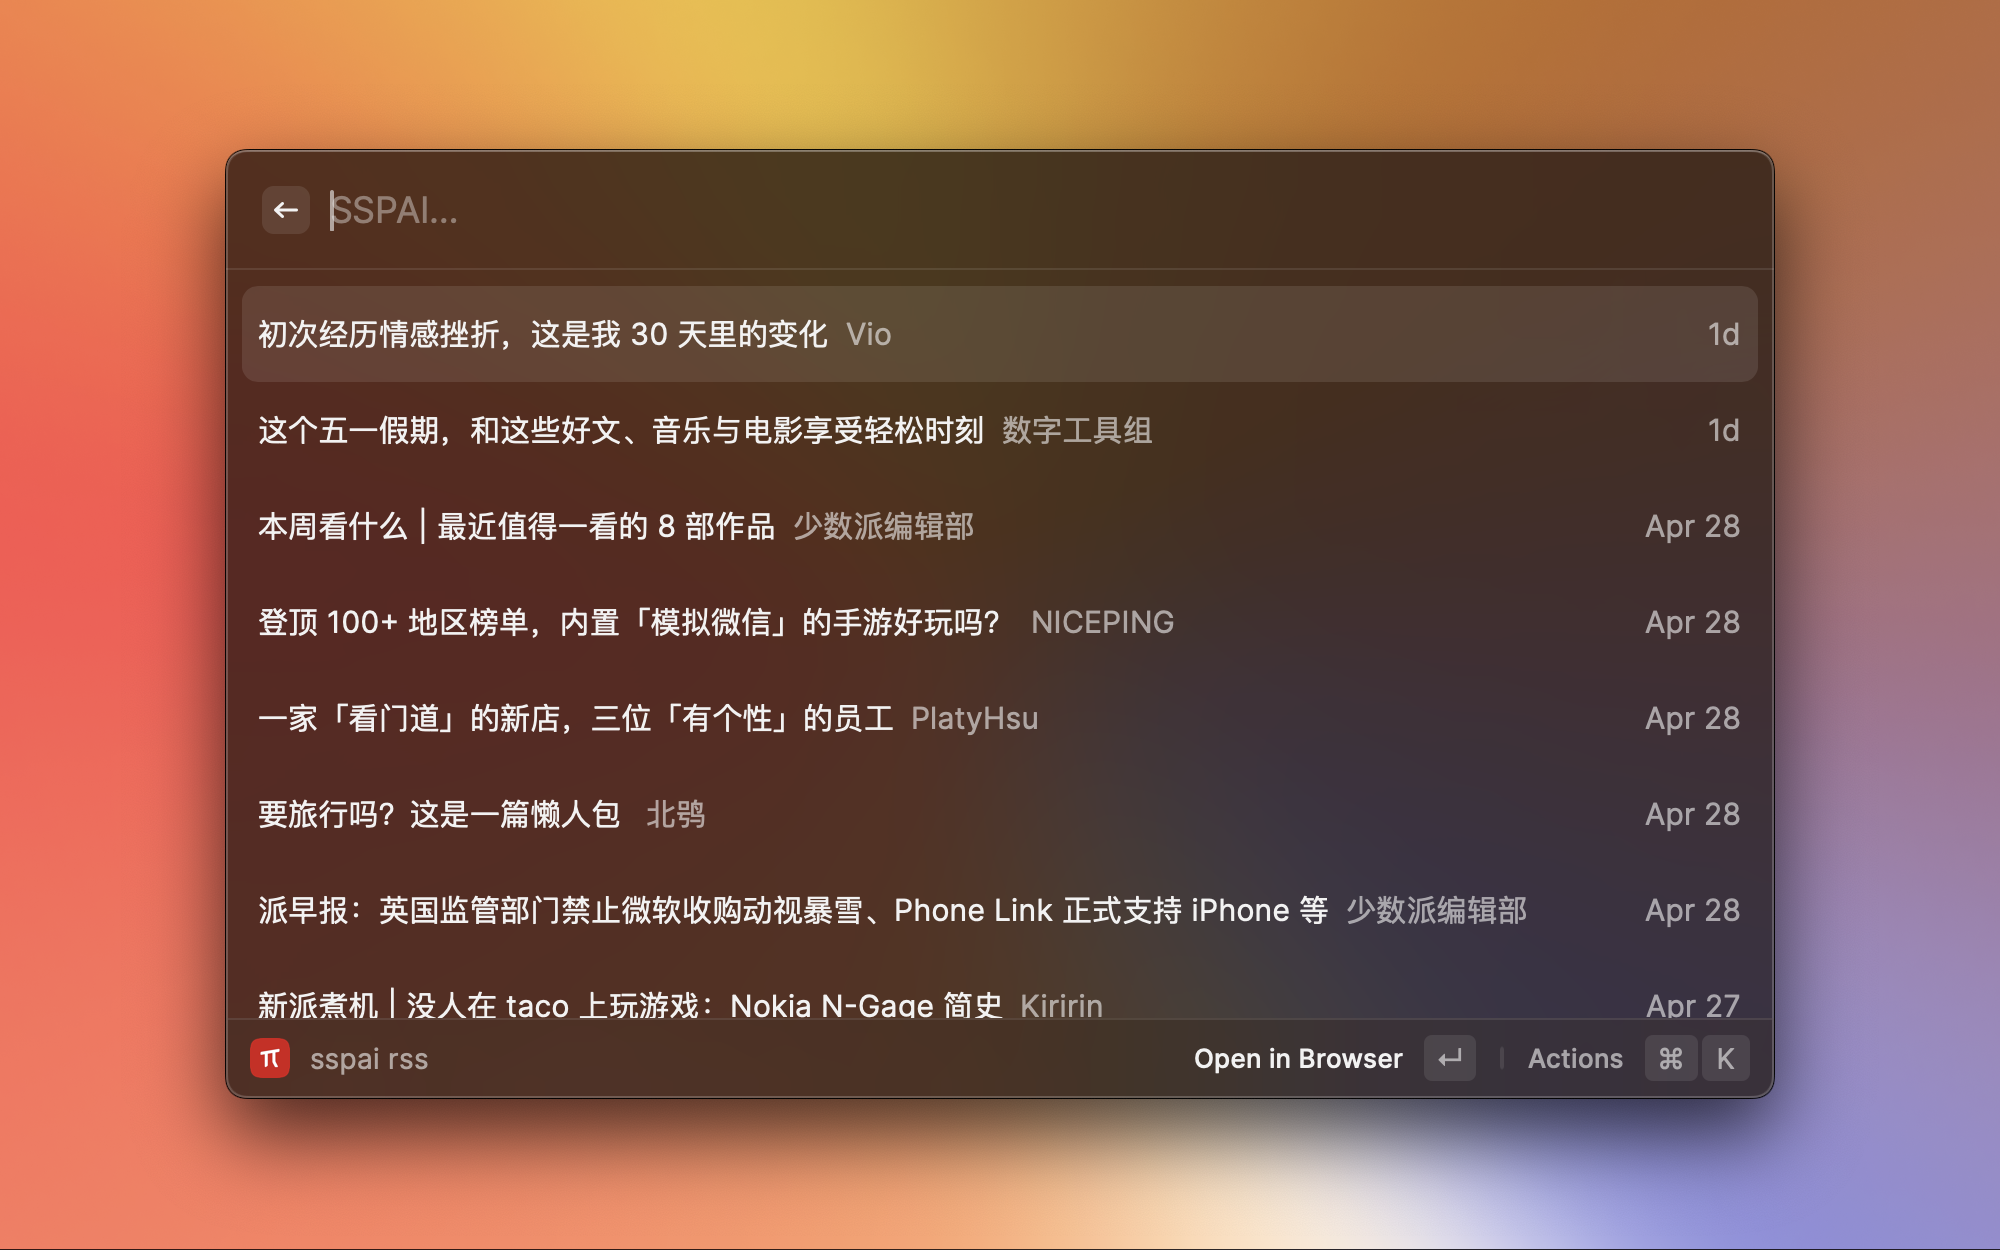 SSPAI...
初次经历情感挫折，这是我 30 天里的变化 Vio 1d
这个五一假期，和这些好文、音乐与电影享受轻松时刻 数字工具组 1d
本周看什么 | 最近值得一看的 8 部作品 少数派编辑部 Apr 28
登顶 100+ 地区榜单，内置「模拟微信」的手游好玩吗？ NICEPING Apr 28
一家「看门道」的新店，三位「有个性」的员工 PlatyHsu Apr 28
要旅行吗？这是一篇懒人包 北鸮 Apr 28
派早报：英国监管部门禁止微软收购动视暴雪、Phone Link 正式支持 iPhone 等 少数派编辑部 Apr 28
新派煮机 | 没人在 taco 上玩游戏：Nokia N-Gage 简史 Kiririn Apr 27
π sspai rss Open in Browser ↵ Actions ⌘ K